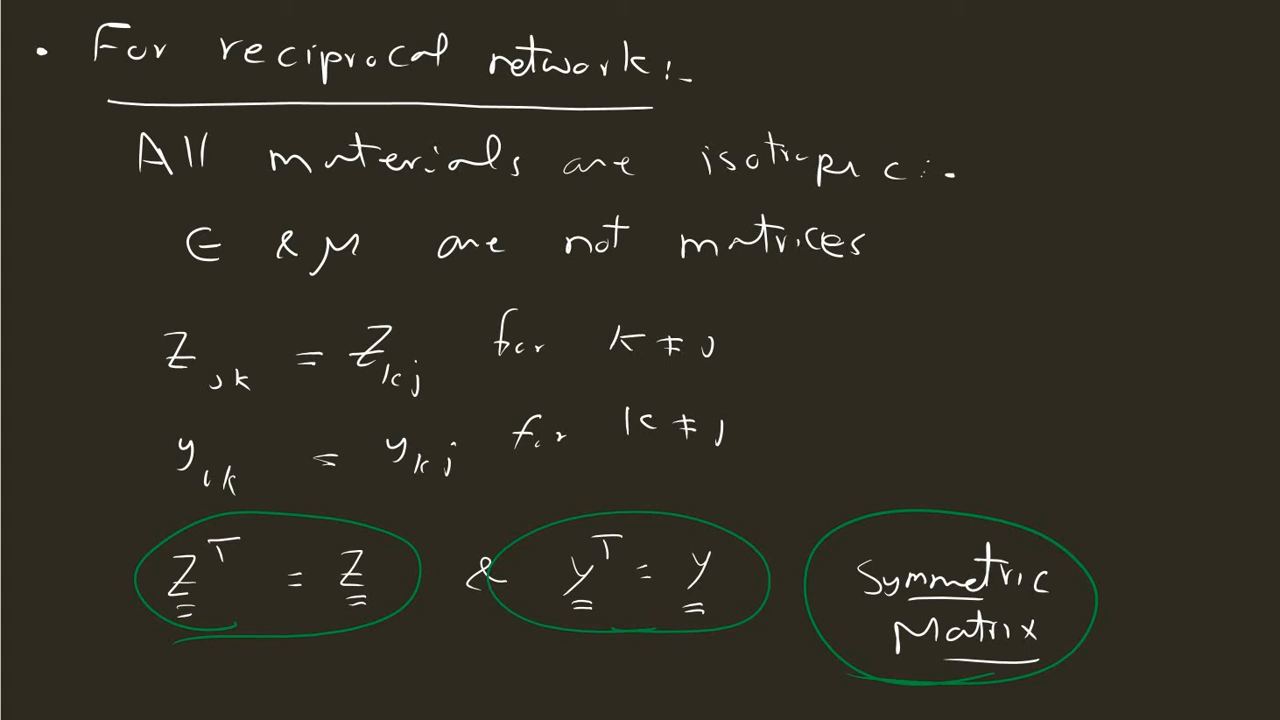 • For reciprocal network:-
All materials are isotropic:.
ϵ & μ are not matrices
Z_jk = Z_kj for k ≠ j
y_jk = y_kj for k ≠ j
Z^T = Z & y^T = y Symmetric Matrix